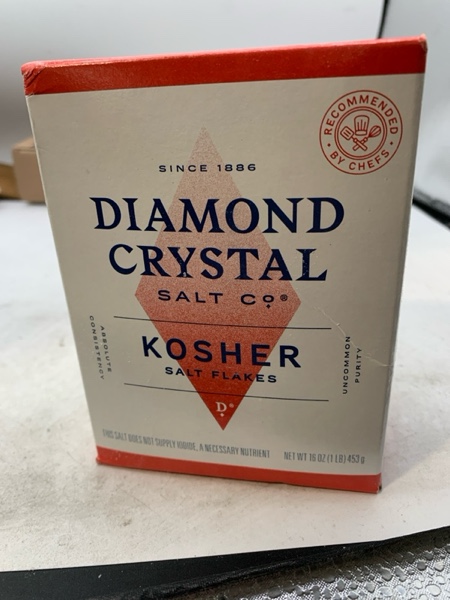 RECOMMENDED
BY CHEFS
SINCE 1886
DIAMOND
CRYSTAL
SALT Co®
KOSHER
SALT FLAKES
ABSOLUTE
CONSISTENCY
UNCOMMON
PURITY
D®
THIS SALT DOES NOT SUPPLY IODIDE, A NECESSARY NUTRIENT
NET WT 16 OZ (1 LB) 453 g